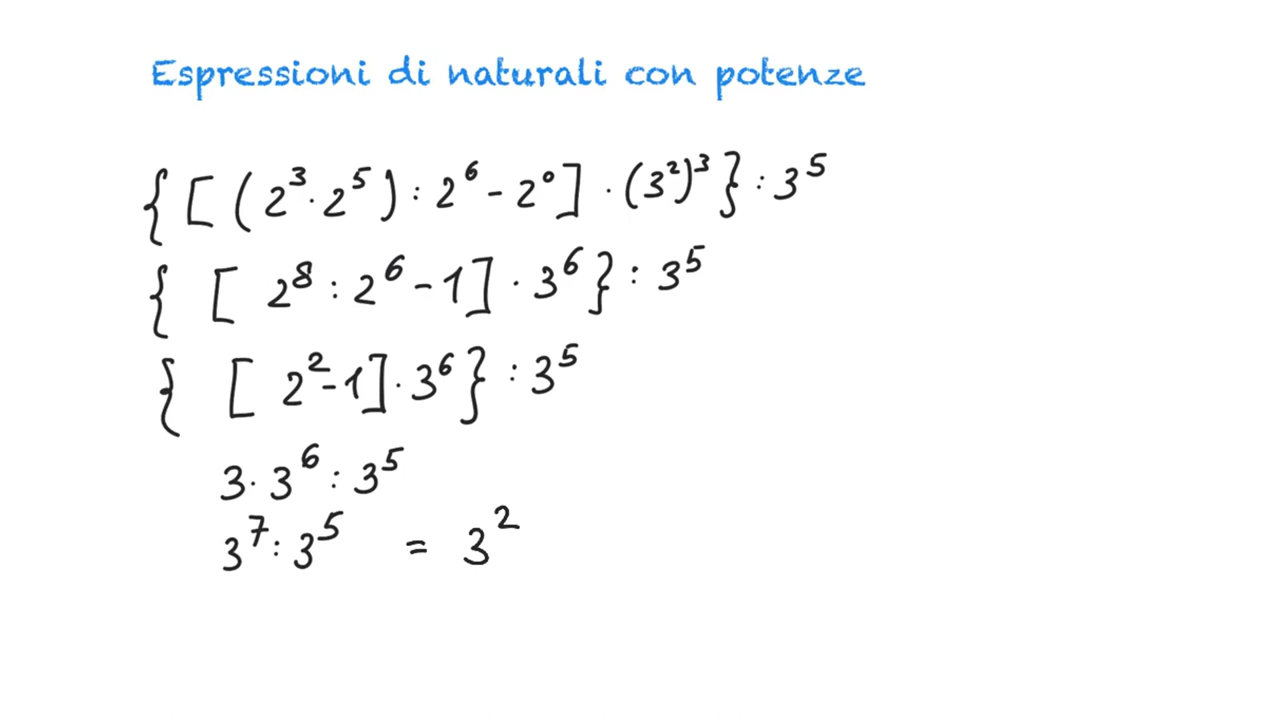 Espressioni di naturali con potenze
{[(2³·2⁵):2⁶-2⁰]·(3²)³}:3⁵
{[2⁸:2⁶-1]·3⁶}:3⁵
{[2²-1]·3⁶}:3⁵
3·3⁶:3⁵
3⁷:3⁵ = 3²